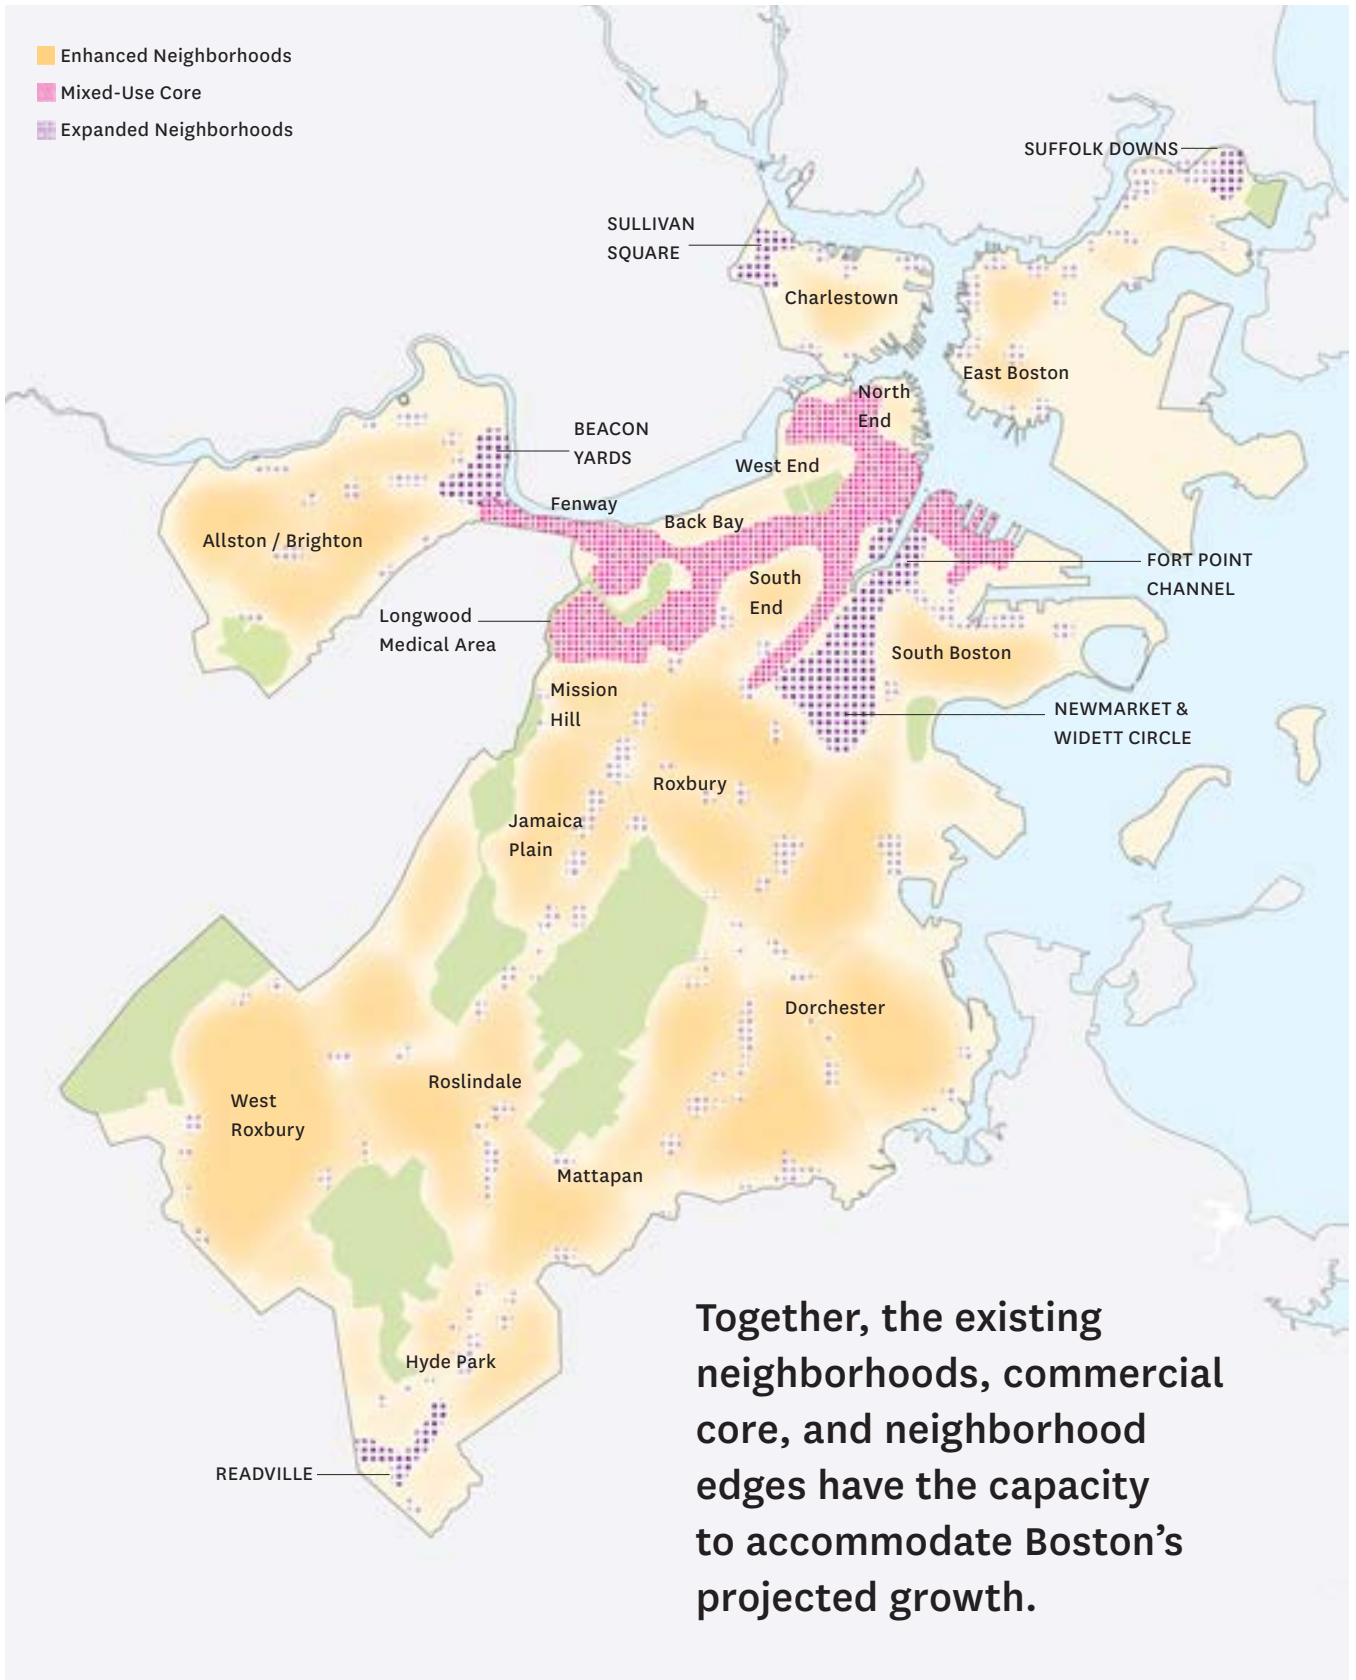 Enhanced Neighborhoods
Mixed-Use Core
Expanded Neighborhoods
SUFFOLK DOWNS
SULLIVAN
SQUARE
Charlestown
East Boston
North
End
BEACON
YARDS
West End
Fenway
Back Bay
Allston / Brighton
FORT POINT
CHANNEL
South
End
Longwood
Medical Area
South Boston
Mission
Hill
NEWMARKET &
WIDETT CIRCLE
Roxbury
Jamaica
Plain
Dorchester
Roslindale
West
Roxbury
Mattapan
Hyde Park
READVILLE
Together, the existing
neighborhoods, commercial
core, and neighborhood
edges have the capacity
to accommodate Boston’s
projected growth.